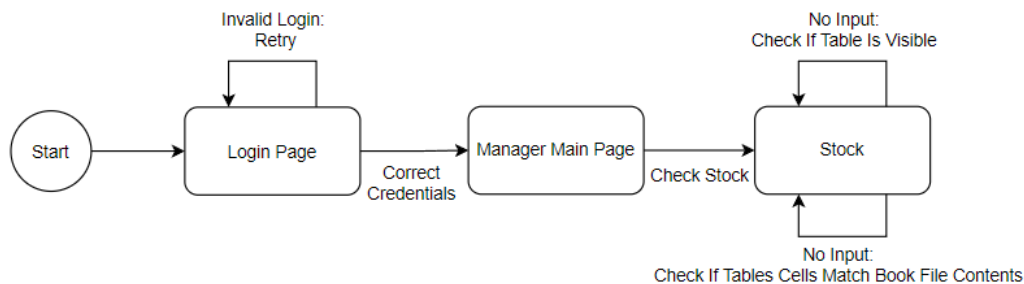 Invalid Login:
Retry
No Input:
Check If Table Is Visible
Start
Login Page
Manager Main Page
Stock
Correct
Credentials
Check Stock
No Input:
Check If Tables Cells Match Book File Contents